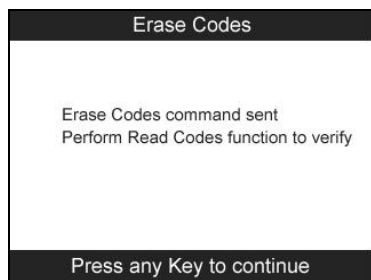 Erase Codes
Erase Codes command sent
Perform Read Codes function to verify
Press any Key to continue